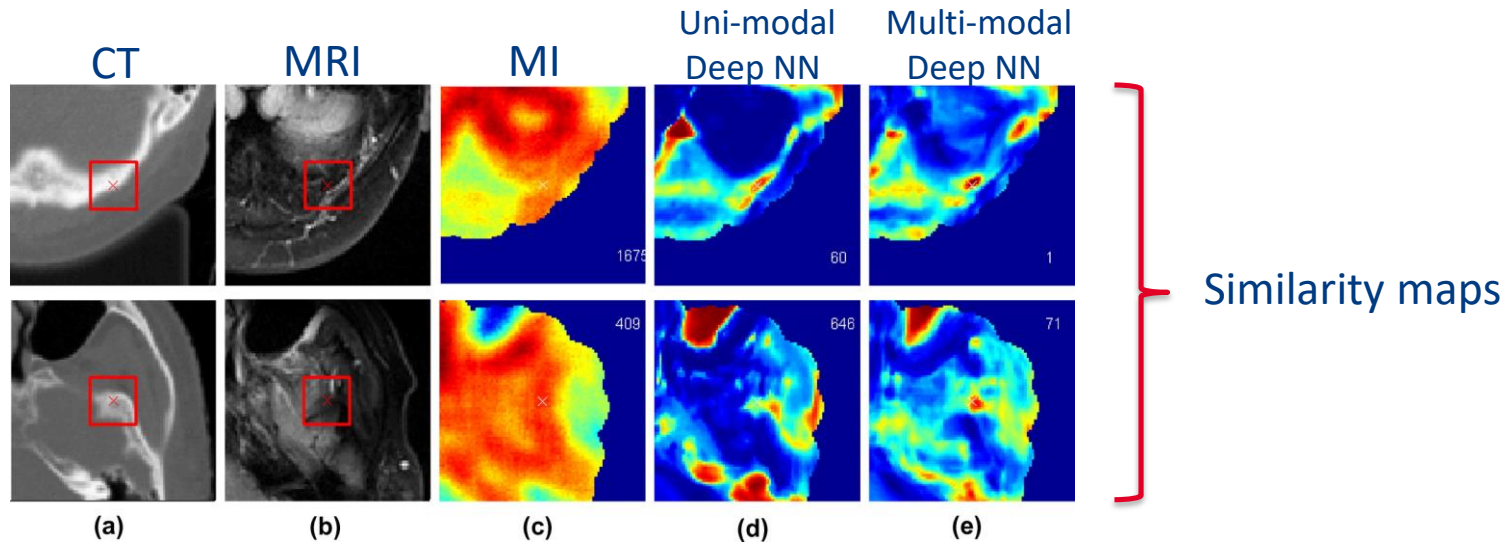 CT
MRI
MI
Uni-modal
Deep NN
Multi-modal
Deep NN
1675
60
1
409
646
71
Similarity maps
(a)
(b)
(c)
(d)
(e)